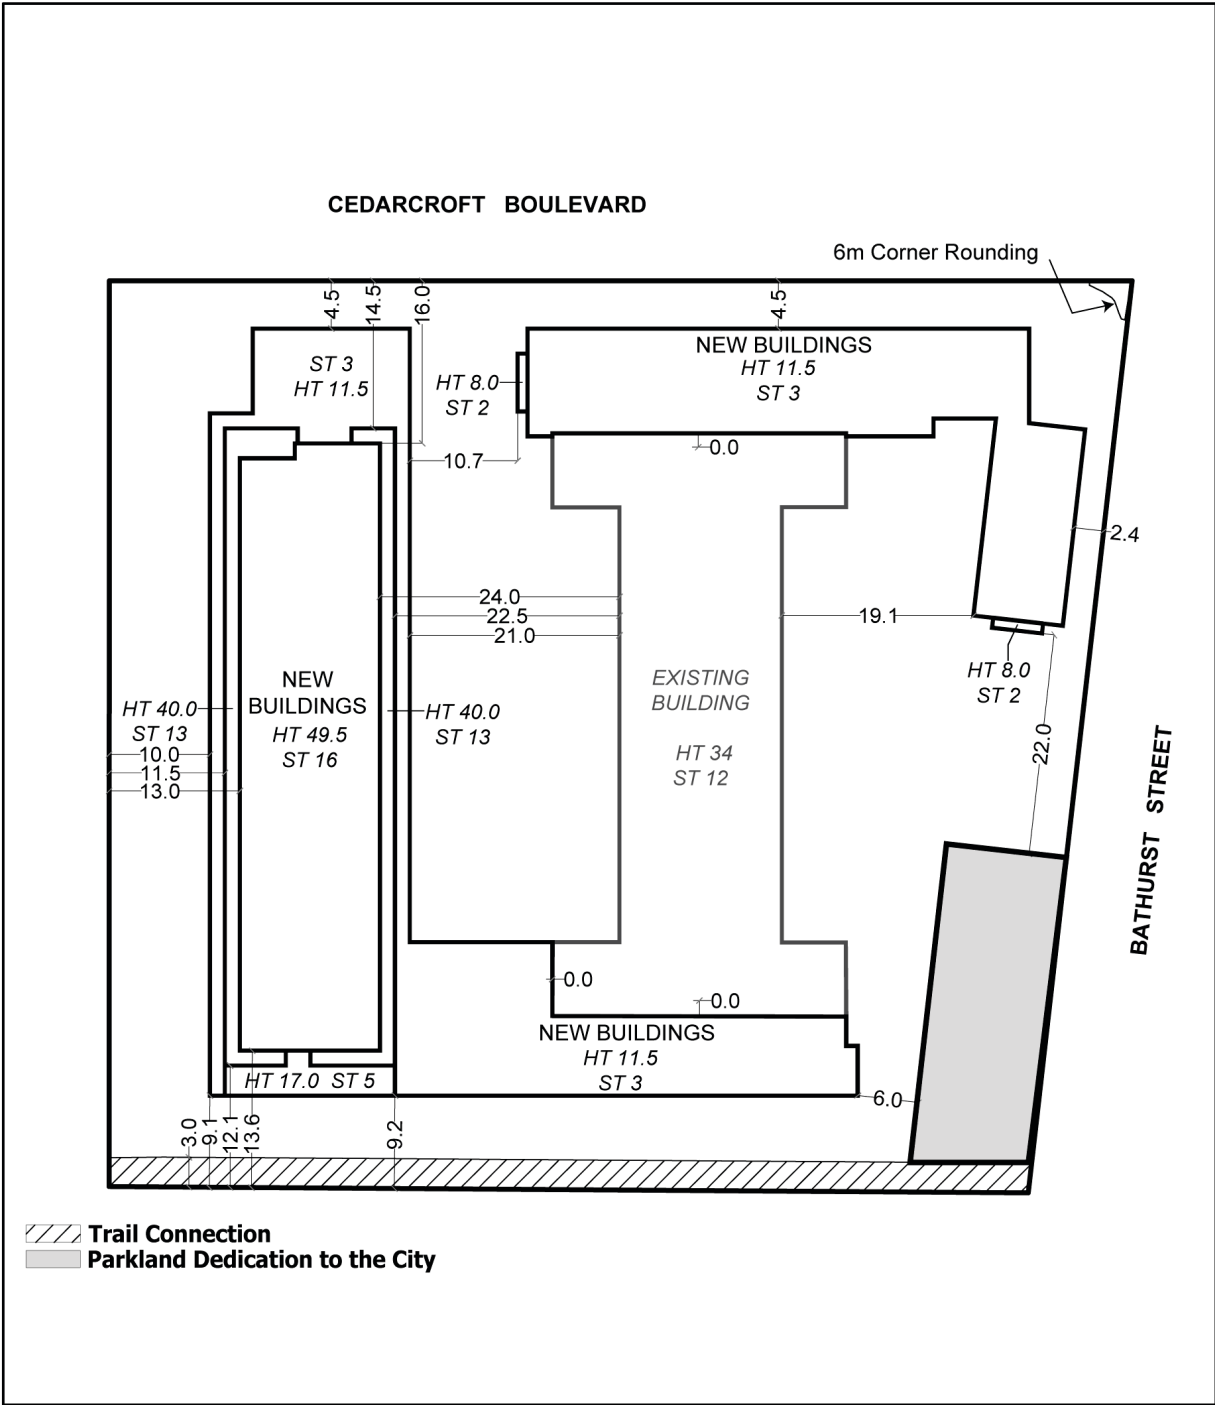 CEDARCROFT BOULEVARD
6m Corner Rounding
4.5
14.5
16.0
4.5
ST 3
HT 11.5
HT 8.0
ST 2
NEW BUILDINGS
HT 11.5
ST 3
0.0
10.7
2.4
24.0
22.5
21.0
19.1
HT 8.0
ST 2
NEW
BUILDINGS
HT 49.5
ST 16
HT 40.0
ST 13
HT 40.0
ST 13
EXISTING
BUILDING
HT 34
ST 12
10.0
11.5
13.0
22.0
BATHURST STREET
0.0
0.0
NEW BUILDINGS
HT 11.5
ST 3
HT 17.0 ST 5
6.0
3.0
9.1
12.1
13.6
9.2
Trail Connection
Parkland Dedication to the City